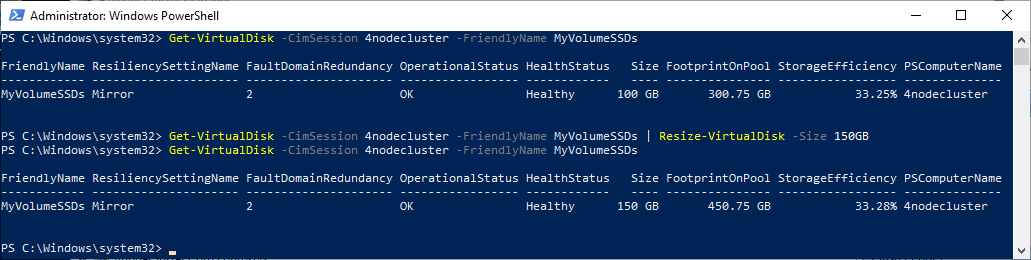 Administrator: Windows PowerShell
PS C:\Windows\system32> Get-VirtualDisk -CimSession 4nodecluster -FriendlyName MyVolumeSSDs
FriendlyName ResiliencySettingName FaultDomainRedundancy OperationalStatus HealthStatus   Size FootprintOnPool StorageEfficiency PSComputerName
------------ --------------------- --------------------- ----------------- ------------   ---- --------------- ----------------- --------------
MyVolumeSSDs Mirror                2                     OK                Healthy      100 GB       300.75 GB            33.25% 4nodecluster
PS C:\Windows\system32> Get-VirtualDisk -CimSession 4nodecluster -FriendlyName MyVolumeSSDs | Resize-VirtualDisk -Size 150GB
PS C:\Windows\system32> Get-VirtualDisk -CimSession 4nodecluster -FriendlyName MyVolumeSSDs
FriendlyName ResiliencySettingName FaultDomainRedundancy OperationalStatus HealthStatus   Size FootprintOnPool StorageEfficiency PSComputerName
------------ --------------------- --------------------- ----------------- ------------   ---- --------------- ----------------- --------------
MyVolumeSSDs Mirror                2                     OK                Healthy      150 GB       450.75 GB            33.28% 4nodecluster
PS C:\Windows\system32>